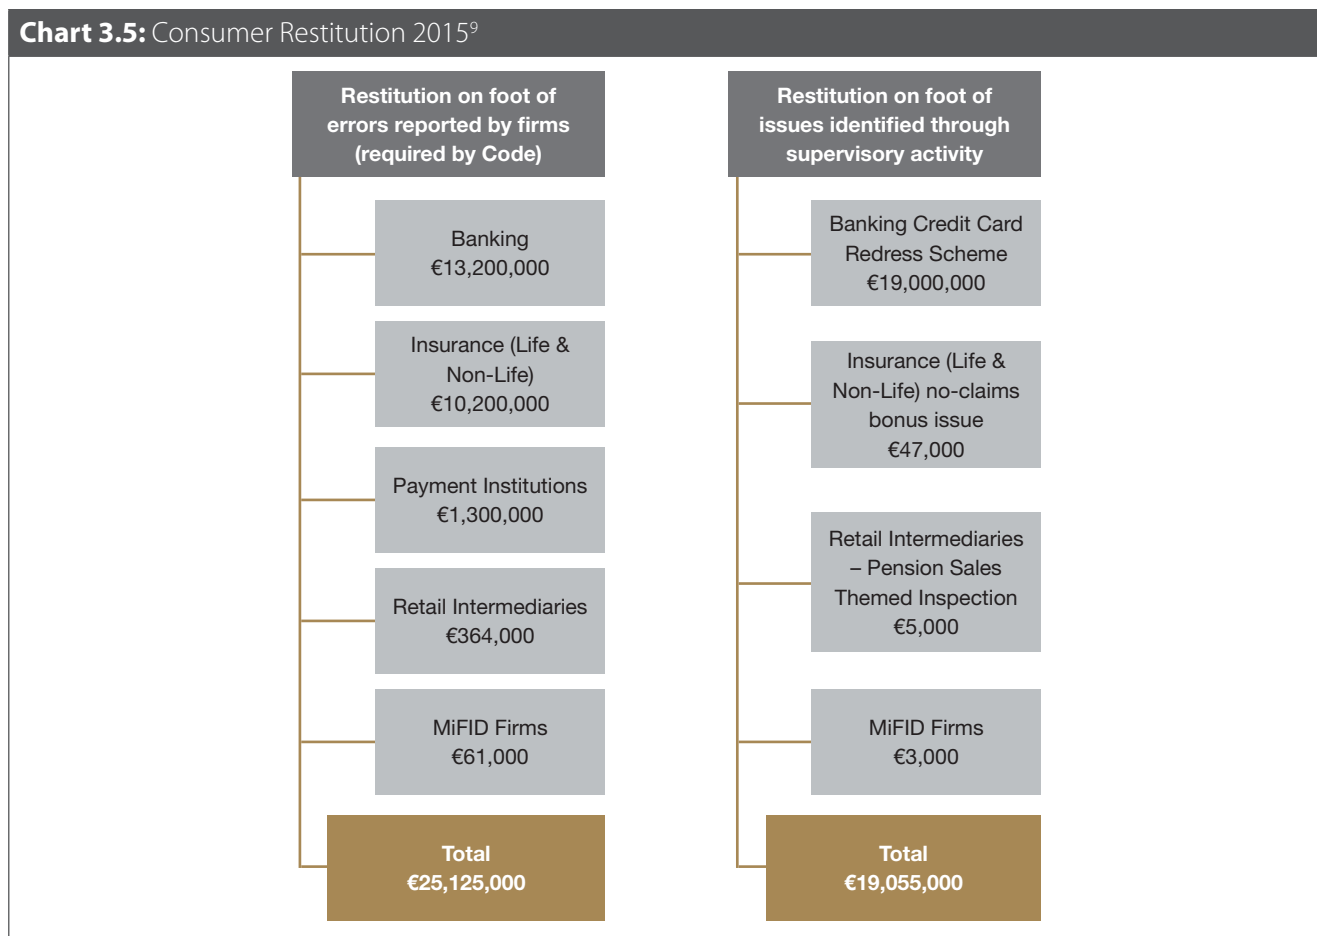 Chart 3.5: Consumer Restitution 2015⁹
Restitution on foot of
errors reported by firms
(required by Code)
Banking
€13,200,000
Insurance (Life &
Non-Life)
€10,200,000
Payment Institutions
€1,300,000
Retail Intermediaries
€364,000
MiFID Firms
€61,000
Total
€25,125,000
Restitution on foot of
issues identified through
supervisory activity
Banking Credit Card
Redress Scheme
€19,000,000
Insurance (Life &
Non-Life) no-claims
bonus issue
€47,000
Retail Intermediaries
– Pension Sales
Themed Inspection
€5,000
MiFID Firms
€3,000
Total
€19,055,000